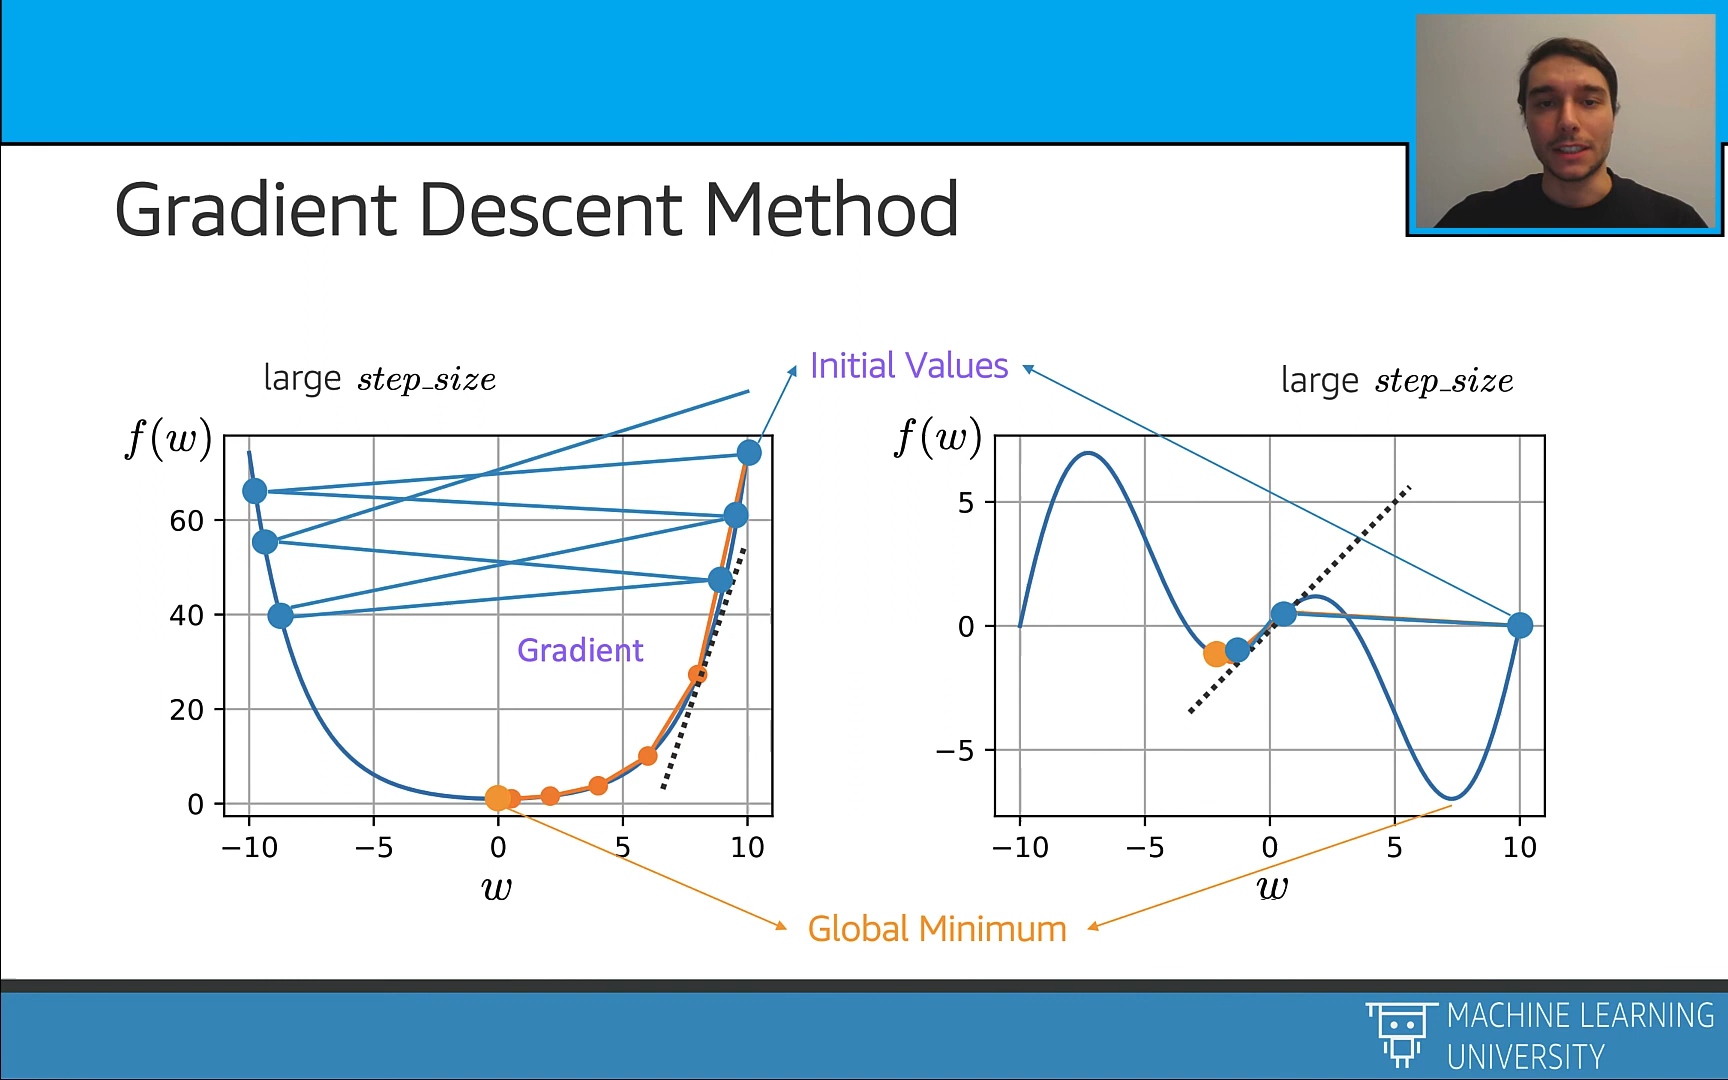 Gradient Descent Method
Initial Values
large step_size
large step_size
f(w)
60
40
20
0
Gradient
−10 −5 0 5 10
w
f(w)
5
0
−5
−10 −5 0 5 10
w
Global Minimum
MACHINE LEARNING
UNIVERSITY